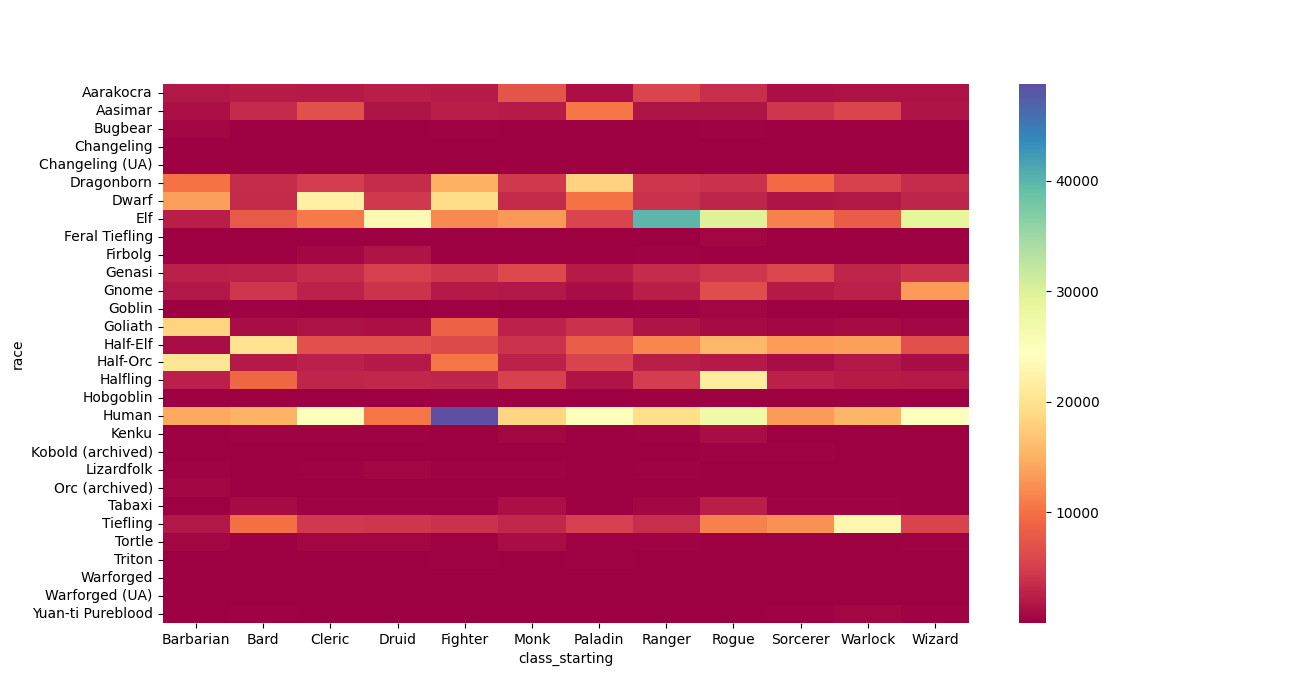 Aarakocra
Aasimar
Bugbear
Changeling
Changeling (UA)
Dragonborn
Dwarf
Elf
Feral Tiefling
Firbolg
Genasi
Gnome
Goblin
Goliath
Half-Elf
Half-Orc
Halfling
Hobgoblin
Human
Kenku
Kobold (archived)
Lizardfolk
Orc (archived)
Tabaxi
Tiefling
Tortle
Triton
Warforged
Warforged (UA)
Yuan-ti Pureblood
race
Barbarian Bard Cleric Druid Fighter Monk Paladin Ranger Rogue Sorcerer Warlock Wizard
class_starting
40000
30000
20000
10000